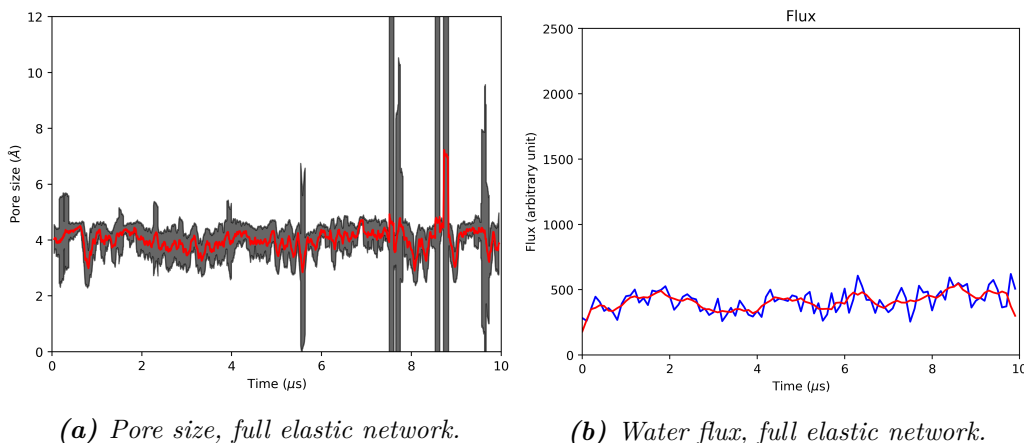 12
10
8
6
4
2
0
Pore size (Å)
0 2 4 6 8 10
Time (μs)
(a) Pore size, full elastic network.
Flux
2500
2000
1500
1000
500
0
Flux (arbitrary unit)
0 2 4 6 8 10
Time (μs)
(b) Water flux, full elastic network.